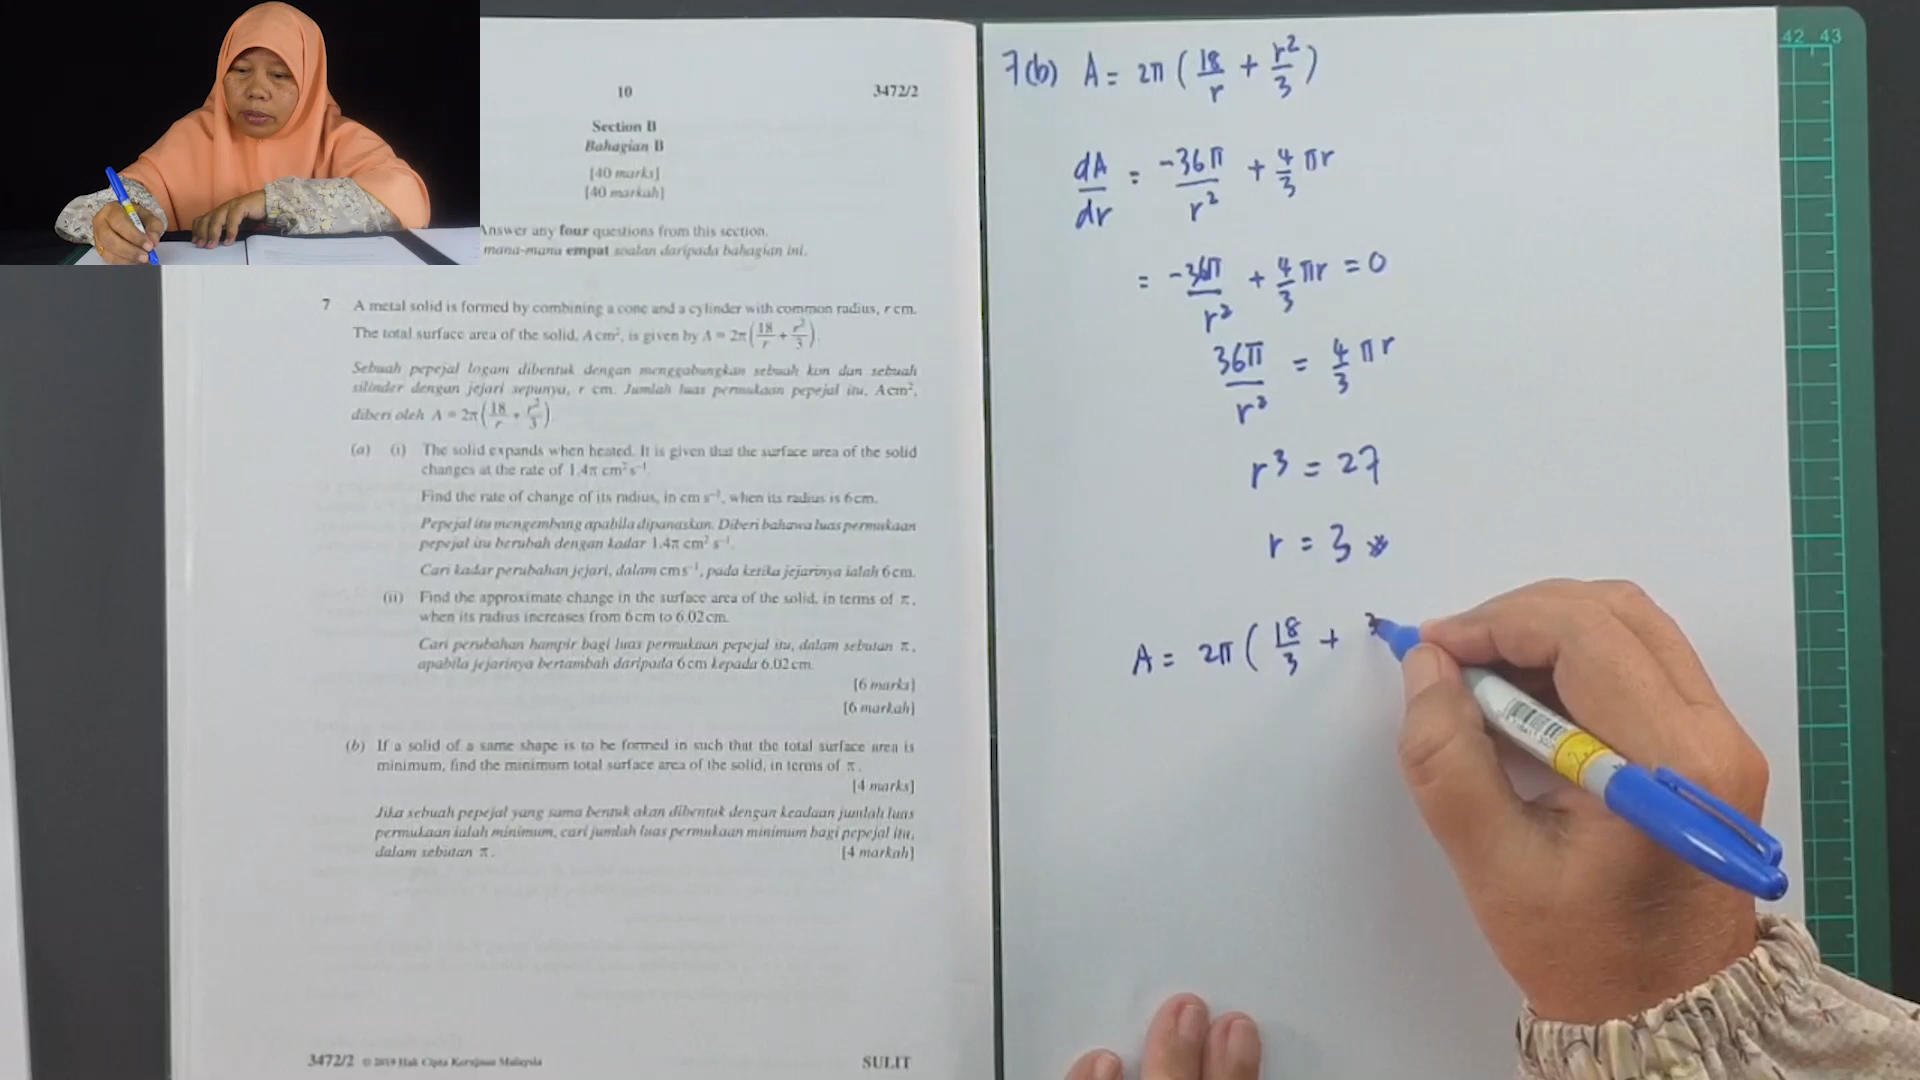 10
3472/2
Section B
Bahagian B
[40 marks]
[40 markah]
Answer any four questions from this section.
mana-mana empat soalan daripada bahagian ini.
7 A metal solid is formed by combining a cone and a cylinder with common radius, r cm.
The total surface area of the solid, A cm², is given by A = 2π(18/r + r²/3).
Sebuah pepejal logam dibentuk dengan menggabungkan sebuah kon dan sebuah
silinder dengan jejari sepunya, r cm. Jumlah luas permukaan pepejal itu, A cm²,
diberi oleh A = 2π(18/r + r²/3).
(a) (i) The solid expands when heated. It is given that the surface area of the solid
changes at the rate of 1.4π cm² s⁻¹.
Find the rate of change of its radius, in cm s⁻¹, when its radius is 6 cm.
Pepejal itu mengembang apabila dipanaskan. Diberi bahawa luas permukaan
pepejal itu berubah dengan kadar 1.4π cm² s⁻¹.
Cari kadar perubahan jejari, dalam cm s⁻¹, pada ketika jejarinya ialah 6 cm.
(ii) Find the approximate change in the surface area of the solid, in terms of π,
when its radius increases from 6 cm to 6.02 cm.
Cari perubahan hampir bagi luas permukaan pepejal itu, dalam sebutan π,
apabila jejarinya bertambah daripada 6 cm kepada 6.02 cm.
[6 marks]
[6 markah]
(b) If a solid of a same shape is to be formed in such that the total surface area is
minimum, find the minimum total surface area of the solid, in terms of π.
[4 marks]
Jika sebuah pepejal yang sama bentuk akan dibentuk dengan keadaan jumlah luas
permukaan ialah minimum, cari jumlah luas permukaan minimum bagi pepejal itu,
dalam sebutan π. [4 markah]
3472/2 © 2019 Hak Cipta Kerajaan Malaysia
SULIT
42 43
7(b) A = 2π (18/r + r²/3)
dA/dr = -36π/r² + 4/3 πr
= -36π/r² + 4/3 πr = 0
36π/r² = 4/3 πr
r³ = 27
r = 3
A = 2π ( 18/3 + 3